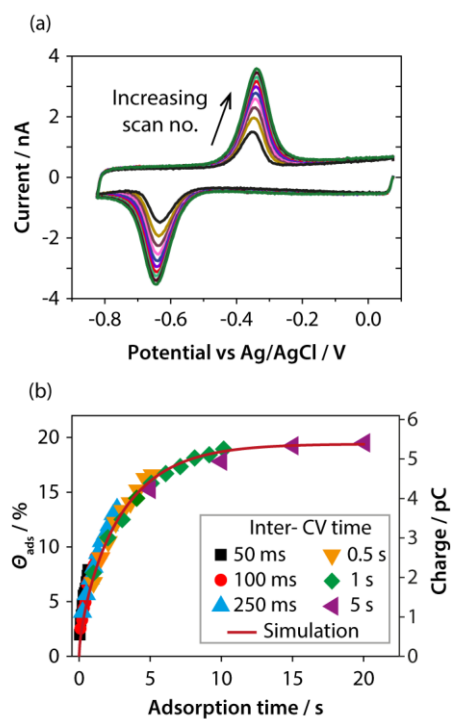 (a)
4
2
0
-2
-4
Current / nA
Increasing
scan no.
-0.8 -0.6 -0.4 -0.2 0.0
Potential vs Ag/AgCl / V
(b)
20
15
10
5
0
Θads / %
6
5
4
3
2
1
0
Charge / pC
Inter- CV time
50 ms 0.5 s
100 ms 1 s
250 ms 5 s
Simulation
0 5 10 15 20
Adsorption time / s